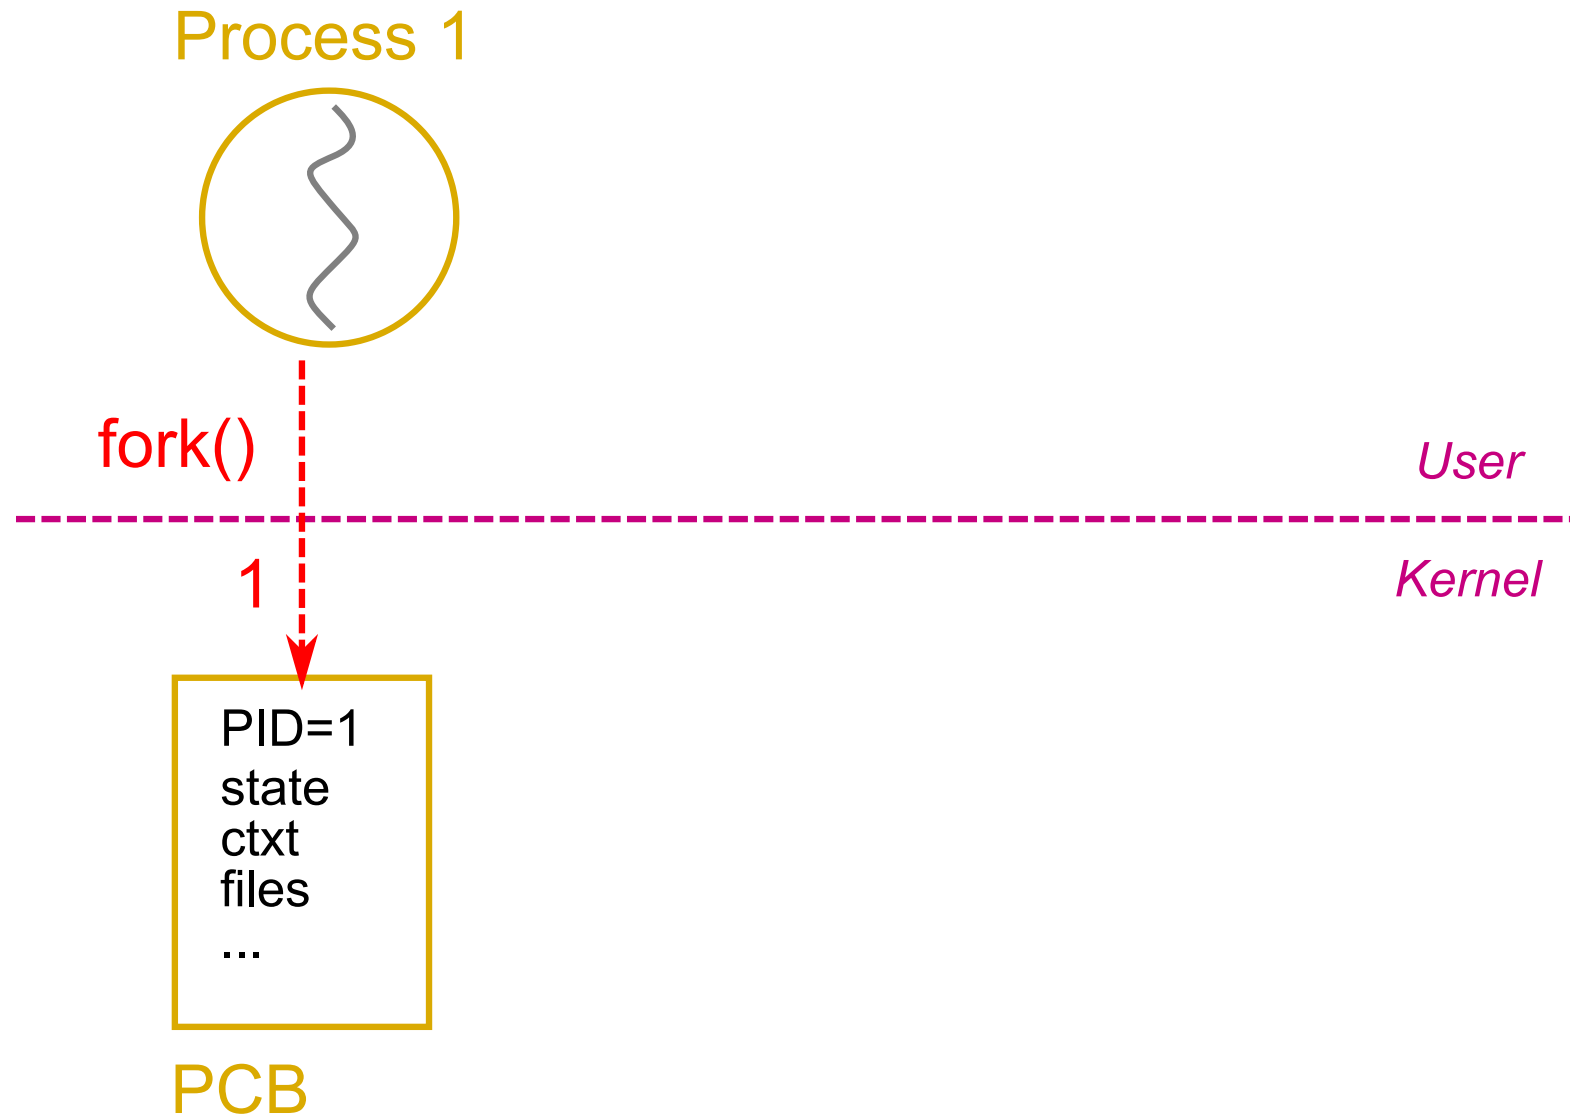 Process 1
fork()
User
1
Kernel
PID=1
state
ctxt
files
...
PCB